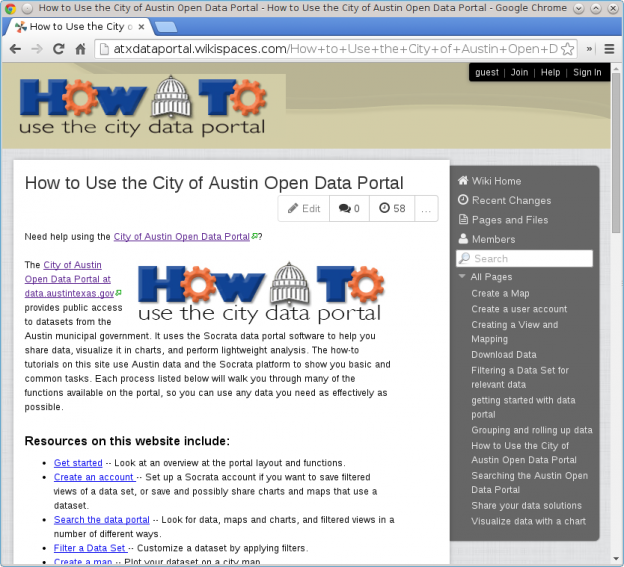 How to Use the City of Austin Open Data Portal - How to Use the City of Austin Open Data Portal - Google Chrome
How to Use the City o
atxdataportal.wikispaces.com/How+to+Use+the+City+of+Austin+Open+D
guest | Join | Help | Sign In
How To
use the city data portal
How to Use the City of Austin Open Data Portal
Edit 0 58 ...
Need help using the City of Austin Open Data Portal?
The City of Austin
Open Data Portal at
data.austintexas.gov
provides public access
to datasets from the
How To
use the city data portal
Austin municipal government. It uses the Socrata data portal software to help you
share data, visualize it in charts, and perform lightweight analysis. The how-to
tutorials on this site use Austin data and the Socrata platform to show you basic and
common tasks. Each process listed below will walk you through many of the
functions available on the portal, so you can use any data you need as effectively as
possible.
Resources on this website include:
• Get started -- Look at an overview at the portal layout and functions.
• Create an account -- Set up a Socrata account if you want to save filtered
views of a data set, or save and possibly share charts and maps that use a
dataset.
• Search the data portal -- Look for data, maps and charts, and filtered views in a
number of different ways.
• Filter a Data Set -- Customize a dataset by applying filters.
• Create a map -- Plot your dataset on a city map.
Wiki Home
Recent Changes
Pages and Files
Members
Search
All Pages
Create a Map
Create a user account
Creating a View and
Mapping
Download Data
Filtering a Data Set for
relevant data
getting started with data
portal
Grouping and rolling up data
How to Use the City of
Austin Open Data Portal
Searching the Austin Open
Data Portal
Share your data solutions
Visualize data with a chart